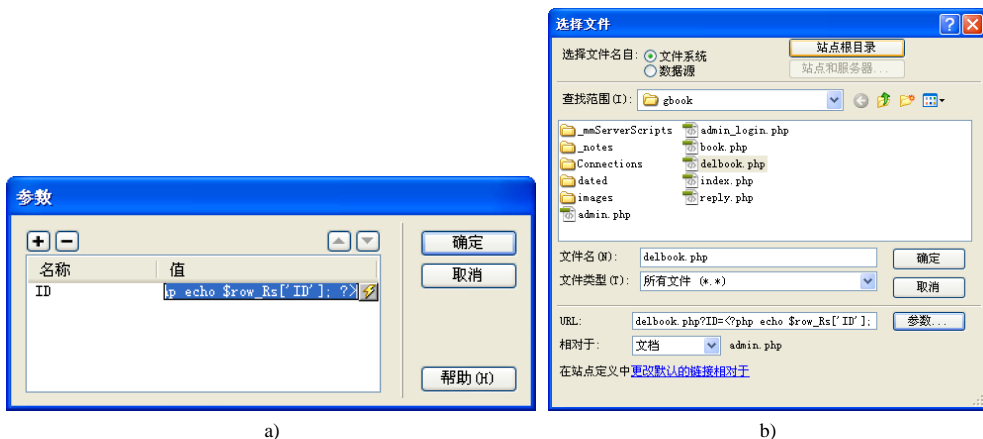 参数
名称 值
ID p echo $row_Rs['ID']; ?>
确定
取消
帮助(H)
a)
选择文件
选择文件名自: 文件系统
数据源
站点根目录
站点和服务器...
查找范围(I): gbook
_mmServerScripts
_notes
Connections
dated
images
admin.php
admin_login.php
book.php
delbook.php
index.php
reply.php
文件名(N): delbook.php 确定
文件类型(T): 所有文件 (*.*) 取消
URL: delbook.php?ID=<?php echo $row_Rs['ID']; 参数...
相对于: 文档 admin.php
在站点定义中更改默认的链接相对于
b)